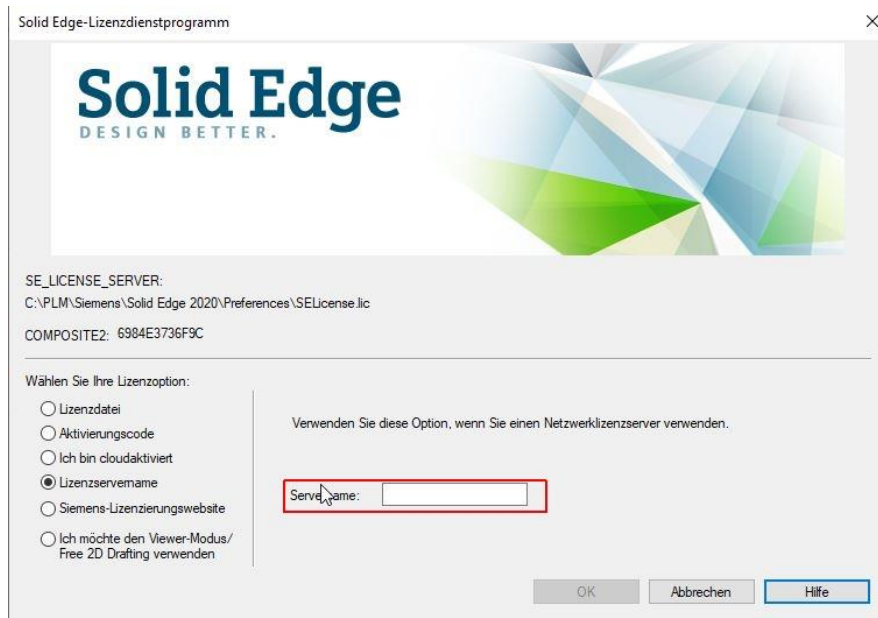 Solid Edge-Lizenzdienstprogramm
Solid Edge
DESIGN BETTER.
SE_LICENSE_SERVER:
C:\PLM\Siemens\Solid Edge 2020\Preferences\SELicense.lic
COMPOSITE2: 6984E3736F9C
Wählen Sie Ihre Lizenzoption:
Lizenzdatei
Aktivierungscode
Ich bin cloudaktiviert
Lizenzservername
Siemens-Lizenzierungswebsite
Ich möchte den Viewer-Modus/
Free 2D Drafting verwenden
Verwenden Sie diese Option, wenn Sie einen Netzwerklizenzserver verwenden.
Servername:
OK Abbrechen Hilfe